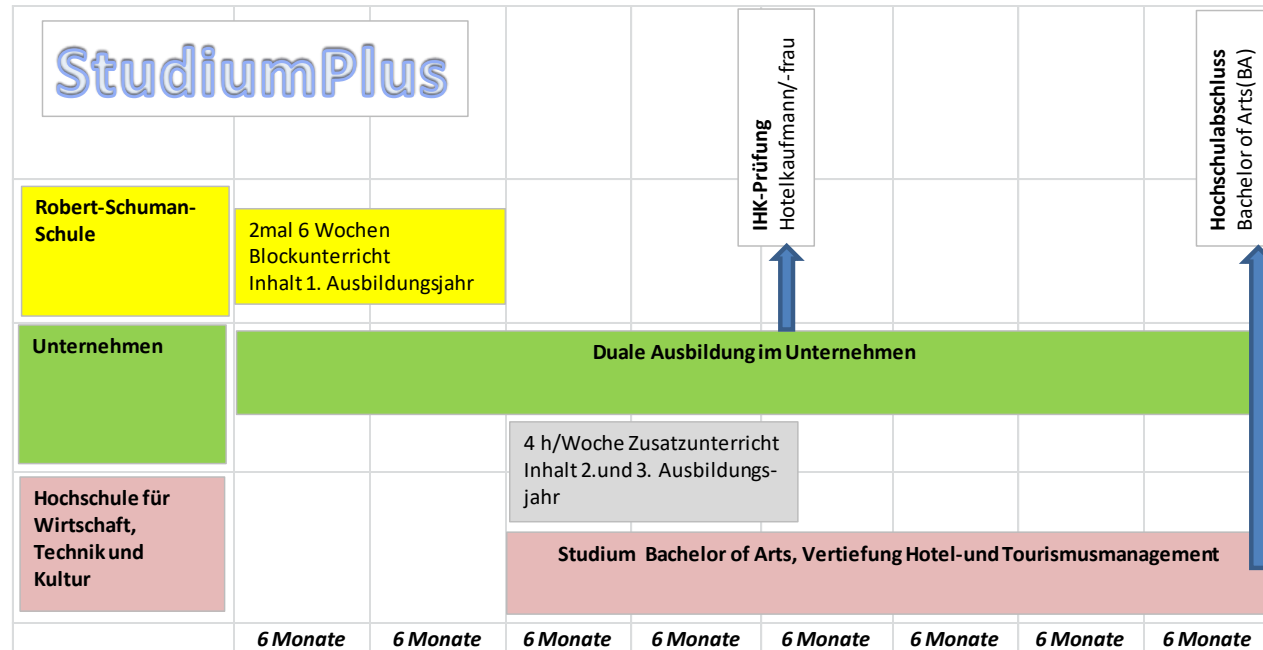 StudiumPlus
IHK-Prüfung
Hotelkaufmann/-frau
Hochschulabschluss
Bachelor of Arts(BA)
Robert-Schuman-
Schule
2mal 6 Wochen
Blockunterricht
Inhalt 1. Ausbildungsjahr
Unternehmen
Duale Ausbildung im Unternehmen
4 h/Woche Zusatzunterricht
Inhalt 2.und 3. Ausbildungs-
jahr
Hochschule für
Wirtschaft,
Technik und
Kultur
Studium Bachelor of Arts, Vertiefung Hotel-und Tourismusmanagement
6 Monate 6 Monate 6 Monate 6 Monate 6 Monate 6 Monate 6 Monate 6 Monate